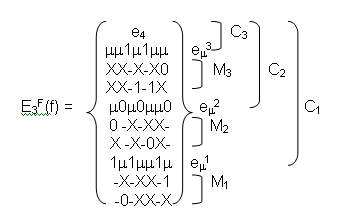 e₄
μμ1μ1μμ eμ³ C₃
XX-X-X0
XX-1-1X M₃ C₂
E₃ᶠ(f) = μ0μ0μμ0 eμ² C₁
0 -X-XX- M₂
X -X-0X-
1μ1μμ1μ eμ¹
-X-XX-1 M₁
-0-XX-X